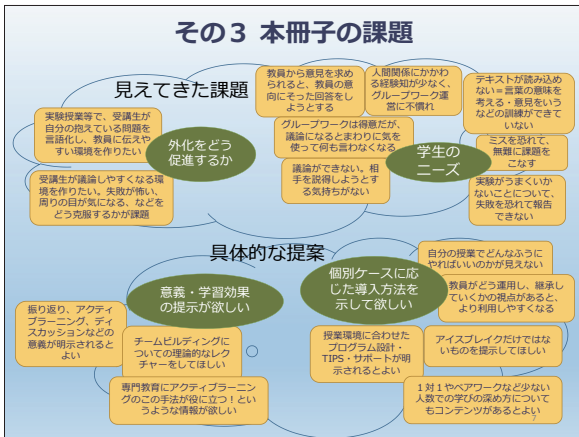 その３ 本冊子の課題
見えてきた課題
教員から意見を求め
られると、教員の意
向にそった回答をし
ようとする
人間関係にかかわ
る経験知が少なく、
グループワーク運
営に不慣れ
テキストが読み込めな
い＝言葉の意味を
考える・意見をいう
などの訓練ができて
いない
実験授業等で、受講生が
自分の抱えている問題を
言語化し、教員に伝えや
すい環境を作りたい
外化をどう
促進するか
グループワークは得意だが、
議論になるとまわりに気を
使って何も言わなくなる
学生の
ニーズ
ミスを恐れて、
無難に課題を
こなす
受講生が議論しやすくなる環
境を作りたい。失敗が怖い、
周りの目が気になる、などを
どう克服するかが課題
議論ができない。相
手を説得しようとす
る気持ちがない
実験がうまくいか
ないことについて、
失敗を恐れて報告
できない
具体的な提案
意義・学習効果
の提示が欲しい
個別ケースに応
じた導入方法を
示して欲しい
自分の授業でどんなふうに
やればいいのかが見えない
教員がどう運用し、継承し
ていくかの視点があると、よ
り利用しやすくなる
振り返り、アクティ
ブラーニング、ディ
スカッションなどの
意義が明示されると
よい
チームビルディングに
ついての理論的なレク
チャーをしてほしい
授業環境に合わせた
プログラム設計・
TIPS・サポートが明
示されるとよい
アイスブレイクだけではな
いものを提示してほしい
専門教育にアクティブラーニン
グのこの手法が役に立つ！とい
うような情報が欲しい
１対１やペアワークなど少ない
人数での学びの深め方について
もコンテンツがあるとよい
7